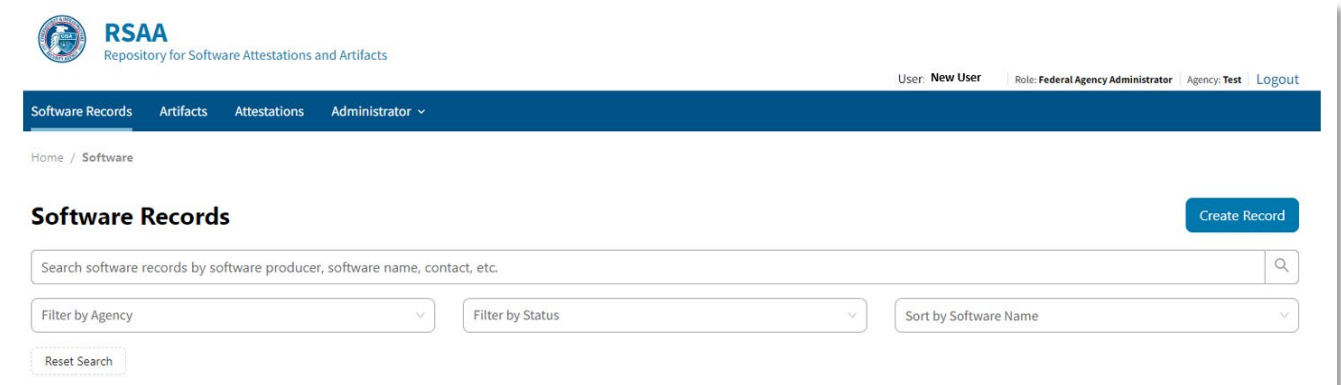 RSAA
Repository for Software Attestations and Artifacts
User: New User Role: Federal Agency Administrator Agency: Test Logout
Software Records Artifacts Attestations Administrator
Home / Software
Software Records
Create Record
Search software records by software producer, software name, contact, etc.
Filter by Agency Filter by Status Sort by Software Name
Reset Search